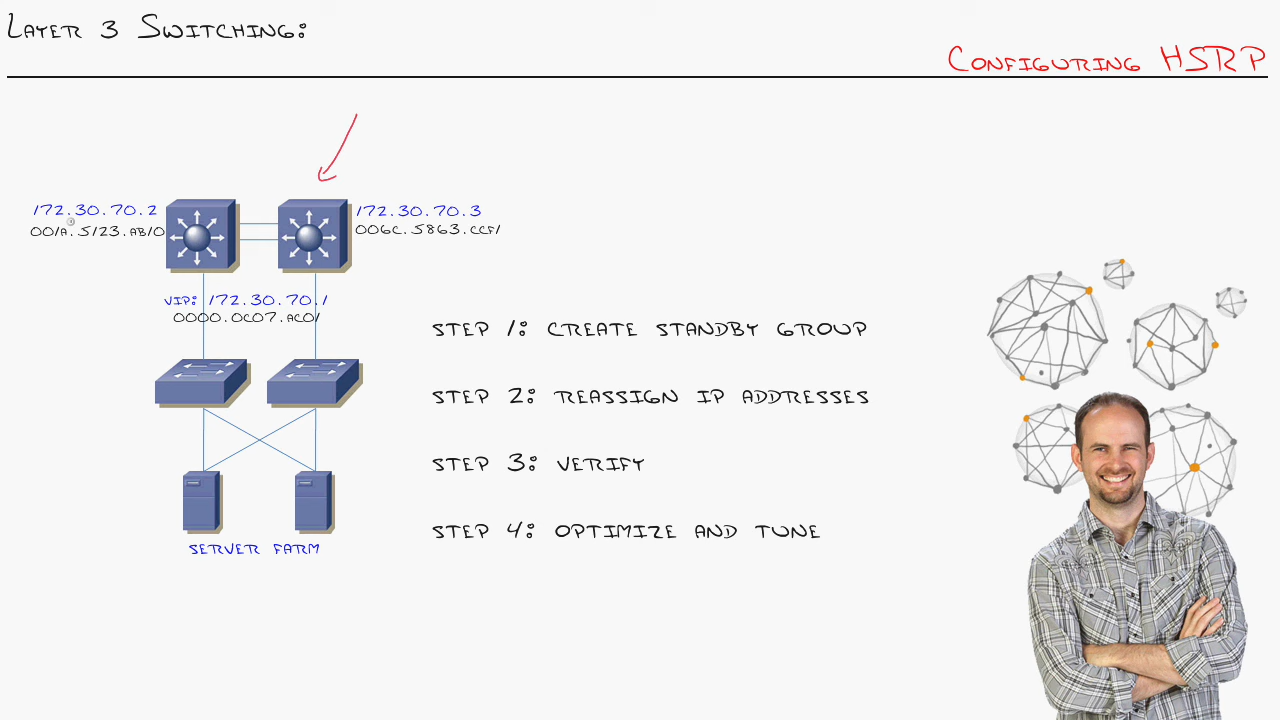 Layer 3 Switching:
Configuring HSRP
172.30.70.2
001A.5123.AB10
172.30.70.3
006C.5863.CCF1
VIP: 172.30.70.1
0000.0C07.AC01
STEP 1: CREATE STANDBY GROUP
STEP 2: REASSIGN IP ADDRESSES
STEP 3: VERIFY
STEP 4: OPTIMIZE AND TUNE
SERVER FARM